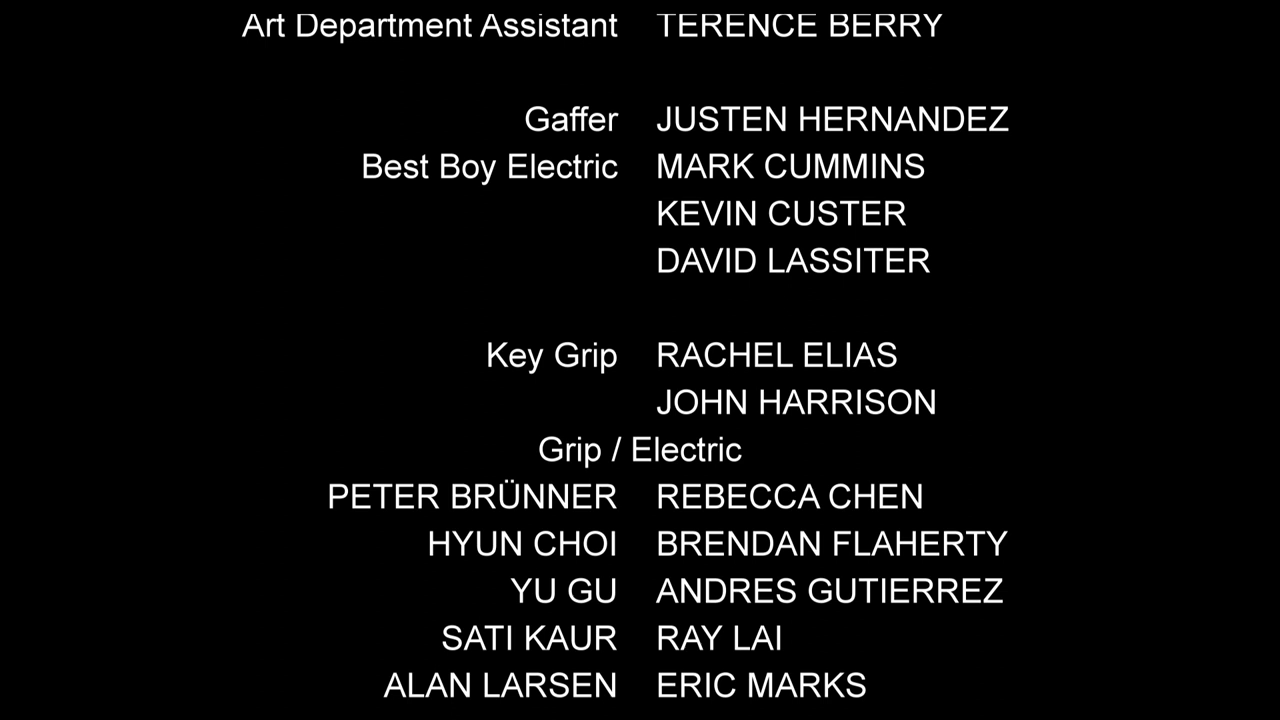 Art Department Assistant TERENCE BERRY
Gaffer JUSTEN HERNANDEZ
Best Boy Electric MARK CUMMINS
KEVIN CUSTER
DAVID LASSITER
Key Grip RACHEL ELIAS
JOHN HARRISON
Grip / Electric
PETER BRÜNNER REBECCA CHEN
HYUN CHOI BRENDAN FLAHERTY
YU GU ANDRES GUTIERREZ
SATI KAUR RAY LAI
ALAN LARSEN ERIC MARKS